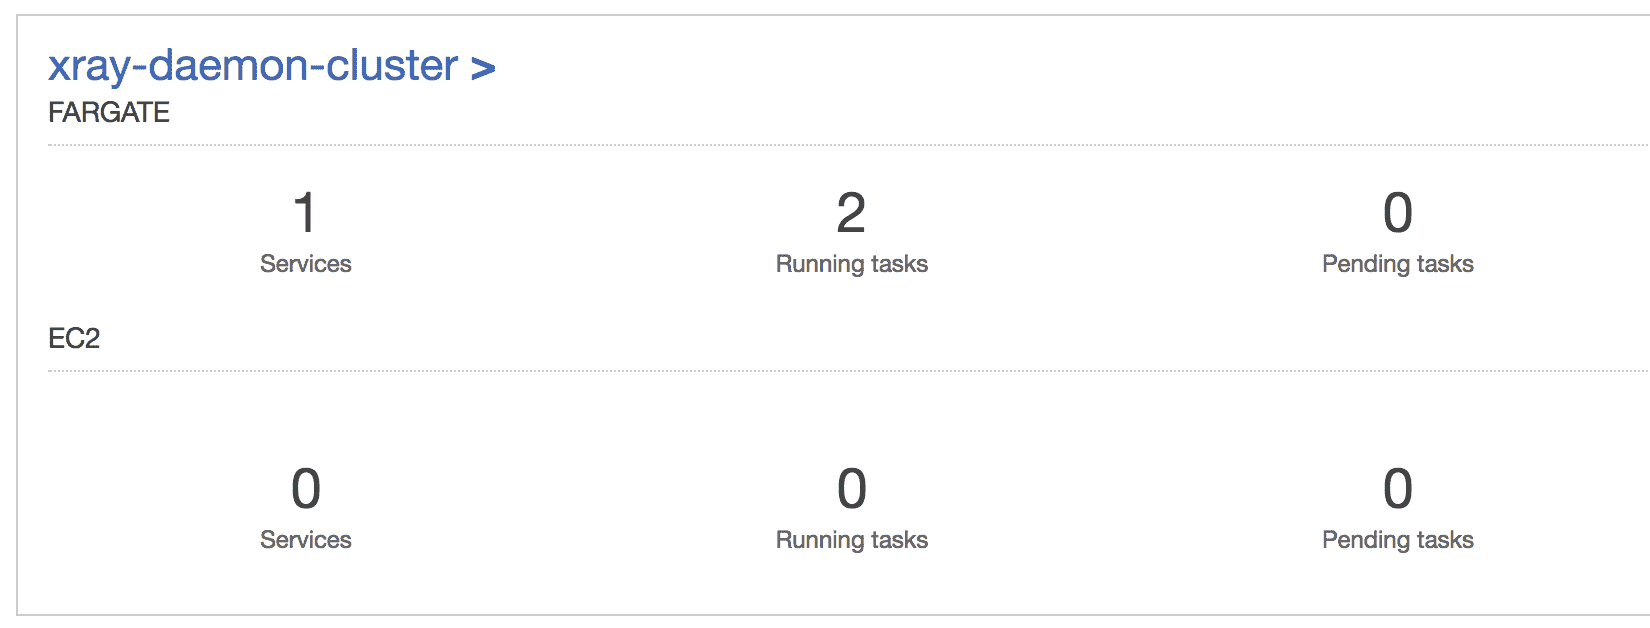 xray-daemon-cluster >
FARGATE
1 2 0
Services Running tasks Pending tasks
EC2
0 0 0
Services Running tasks Pending tasks